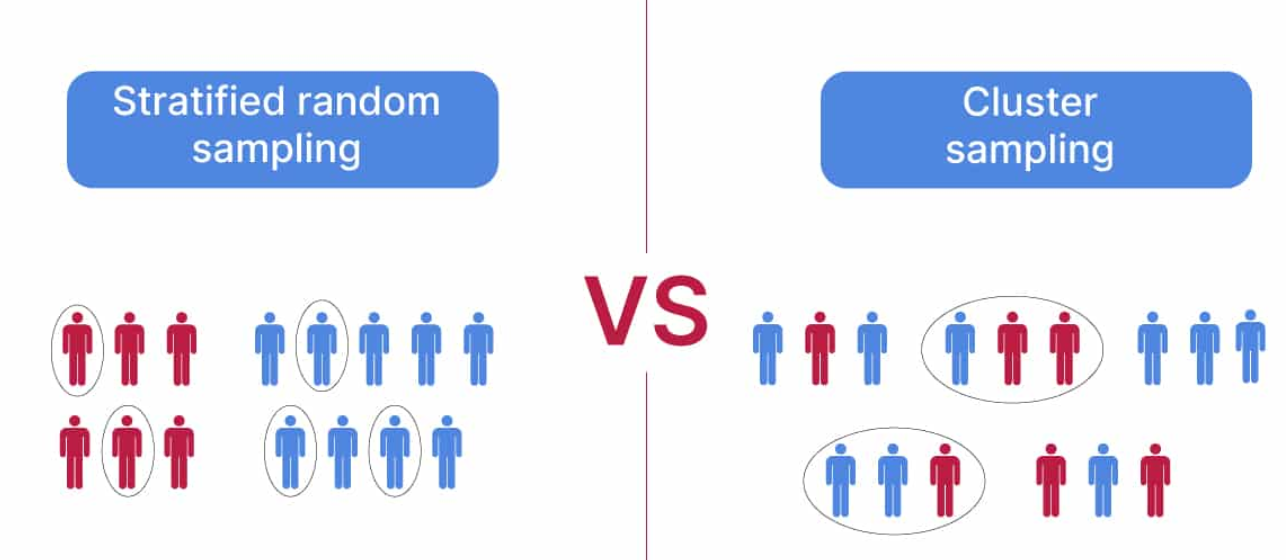 Stratified random
sampling
Cluster
sampling
VS